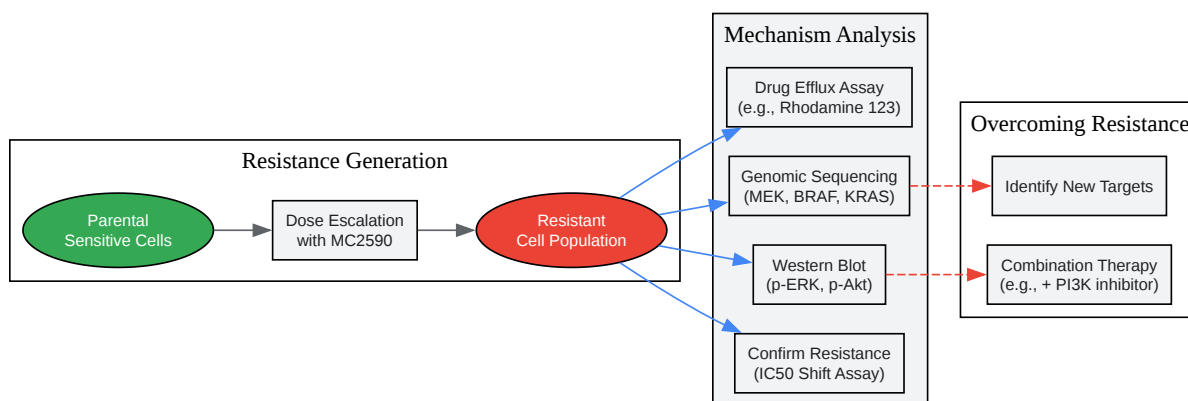 Resistance Generation
Parental
Sensitive Cells
Dose Escalation
with MC2590
Resistant
Cell Population
Mechanism Analysis
Drug Efflux Assay
(e.g., Rhodamine 123)
Genomic Sequencing
(MEK, BRAF, KRAS)
Western Blot
(p-ERK, p-Akt)
Confirm Resistance
(IC50 Shift Assay)
Overcoming Resistance
Identify New Targets
Combination Therapy
(e.g., + PI3K inhibitor)